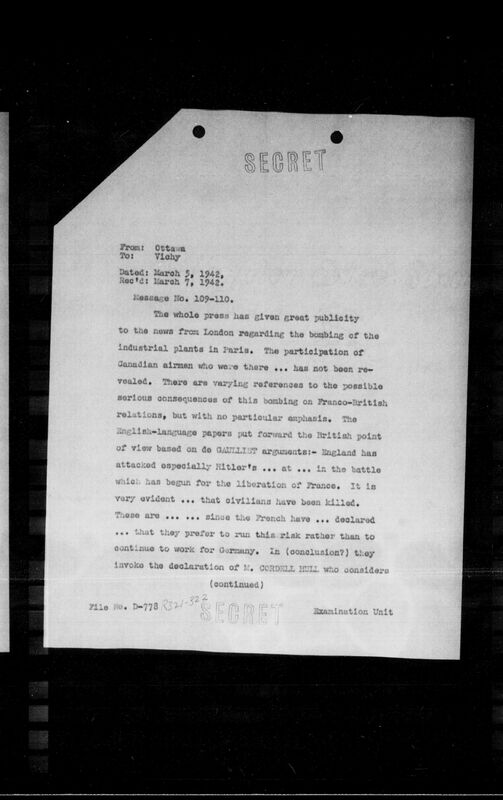 SECRET
From: Ottawa
To: Vichy
Dated: March 5, 1942.
Rec'd: March 7, 1942.
Message No. 109-110.
The whole press has given great publicity
to the news from London regarding the bombing of the
industrial plants in Paris. The participation of
Canadian airmen who were there ... has not been re-
vealed. There are varying references to the possible
serious consequences of this bombing on Franco-British
relations, but with no particular emphasis. The
English-language papers put forward the British point
of view based on de GAULLIST arguments:- England has
attacked especially Hitler's ... at ... in the battle
which has begun for the liberation of France. It is
very evident ... that civilians have been killed.
These are ... ... since the French have ... declared
... that they prefer to run this risk rather than to
continue to work for Germany. In (conclusion?) they
invoke the declaration of M. CORDELL HULL who considers
(continued)
File No. D-778 R321-322
SECRET
Examination Unit